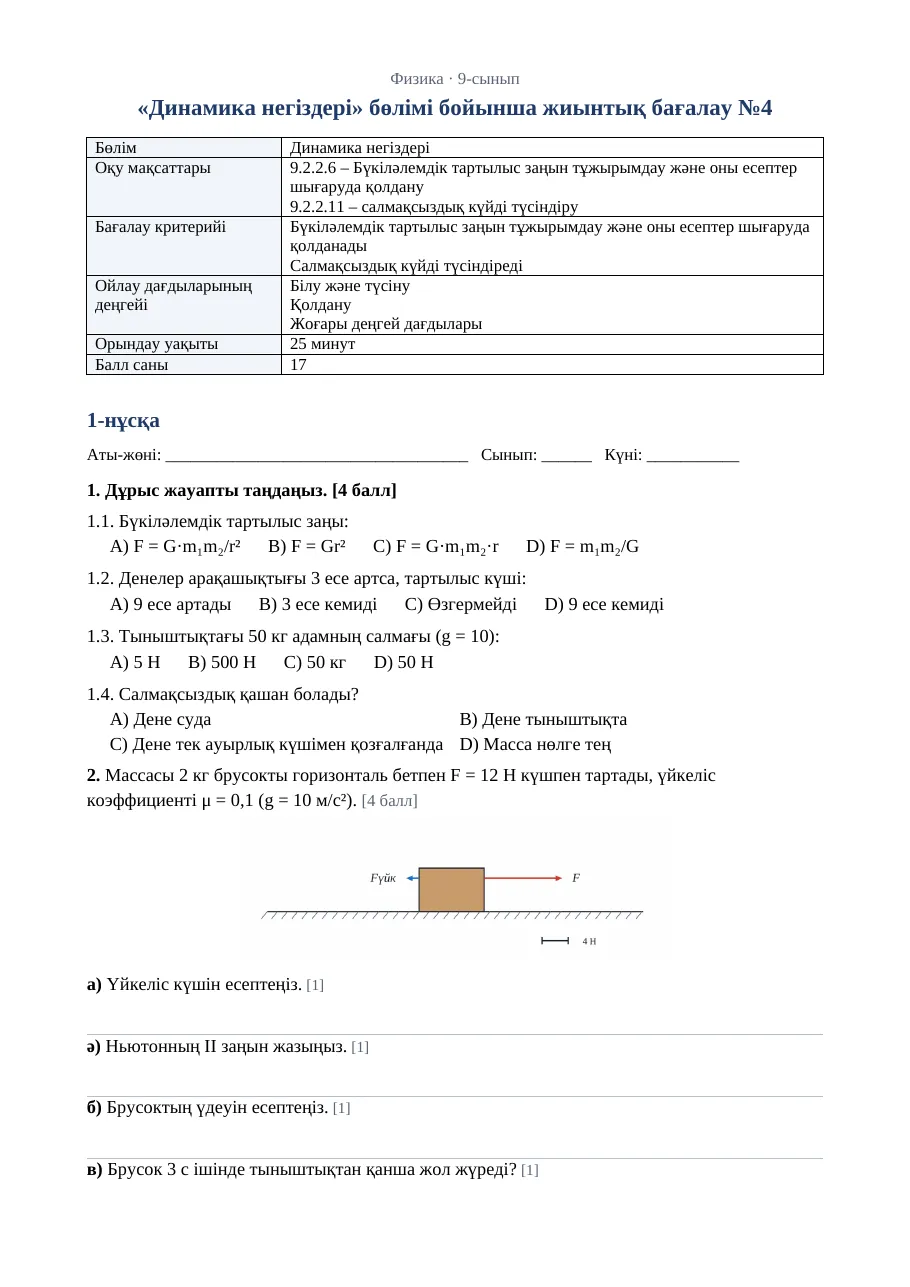 Физика · 9-сынып
«Динамика негіздері» бөлімі бойынша жиынтық бағалау №4
Бөлім Динамика негіздері
Оқу мақсаттары 9.2.2.6 – Бүкіләлемдік тартылыс заңын тұжырымдау және оны есептер
шығаруда қолдану
9.2.2.11 – салмақсыздық күйді түсіндіру
Бағалау критерийі Бүкіләлемдік тартылыс заңын тұжырымдау және оны есептер шығаруда
қолданады
Салмақсыздық күйді түсіндіреді
Ойлау дағдыларының Білу және түсіну
деңгейі Қолдану
Жоғары деңгей дағдылары
Орындау уақыты 25 минут
Балл саны 17
1-нұсқа
Аты-жөні: ____________________________________ Сынып: ______ Күні: ___________
1. Дұрыс жауапты таңдаңыз. [4 балл]
1.1. Бүкіләлемдік тартылыс заңы:
A) F = G·m₁m₂/r² B) F = Gr² C) F = G·m₁m₂·r D) F = m₁m₂/G
1.2. Денелер арақашықтығы 3 есе артса, тартылыс күші:
A) 9 есе артады B) 3 есе кемиді C) Өзгермейді D) 9 есе кемиді
1.3. Тыныштықтағы 50 кг адамның салмағы (g = 10):
A) 5 Н B) 500 Н C) 50 кг D) 50 Н
1.4. Салмақсыздық қашан болады?
A) Дене суда B) Дене тыныштықта
C) Дене тек ауырлық күшімен қозғалғанда D) Масса нөлге тең
2. Массасы 2 кг брусокты горизонталь бетпен F = 12 Н күшпен тартады, үйкеліс
коэффициенті μ = 0,1 (g = 10 м/с²). [4 балл]
Fүйк F
4 Н
а) Үйкеліс күшін есептеңіз. [1]
ә) Ньютонның II заңын жазыңыз. [1]
б) Брусоктың үдеуін есептеңіз. [1]
в) Брусок 3 с ішінде тыныштықтан қанша жол жүреді? [1]